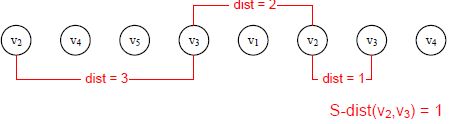 dist = 2
v2 v4 v5 v3 v1 v2 v3 v4
dist = 3 dist = 1
S-dist(v2,v3) = 1